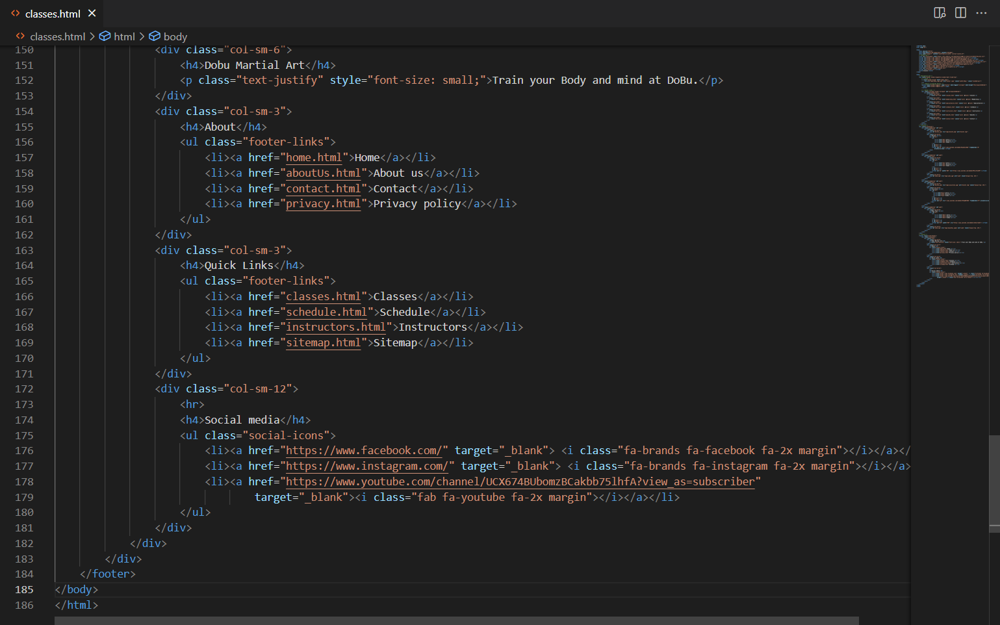 classes.html
classes.html > html > body
150 <div class="col-sm-6">
151 <h4>Dobu Martial Art</h4>
152 <p class="text-justify" style="font-size: small;">Train your Body and mind at DoBu.</p>
153 </div>
154 <div class="col-sm-3">
155 <h4>About</h4>
156 <ul class="footer-links">
157 <li><a href="home.html">Home</a></li>
158 <li><a href="aboutUs.html">About us</a></li>
159 <li><a href="contact.html">Contact</a></li>
160 <li><a href="privacy.html">Privacy policy</a></li>
161 </ul>
162 </div>
163 <div class="col-sm-3">
164 <h4>Quick Links</h4>
165 <ul class="footer-links">
166 <li><a href="classes.html">Classes</a></li>
167 <li><a href="schedule.html">Schedule</a></li>
168 <li><a href="instructors.html">Instructors</a></li>
169 <li><a href="sitemap.html">Sitemap</a></li>
170 </ul>
171 </div>
172 <div class="col-sm-12">
173 <hr>
174 <h4>Social media</h4>
175 <ul class="social-icons">
176 <li><a href="https://www.facebook.com/" target="_blank"> <i class="fa-brands fa-facebook fa-2x margin"></i></a></
177 <li><a href="https://www.instagram.com/" target="_blank"> <i class="fa-brands fa-instagram fa-2x margin"></i></a>
178 <li><a href="https://www.youtube.com/channel/UCX674BUbomzBCakbb75lhfA?view_as=subscriber"
179 target="_blank"><i class="fab fa-youtube fa-2x margin"></i></a></li>
180 </ul>
181 </div>
182 </div>
183 </div>
184 </footer>
185 </body>
186 </html>